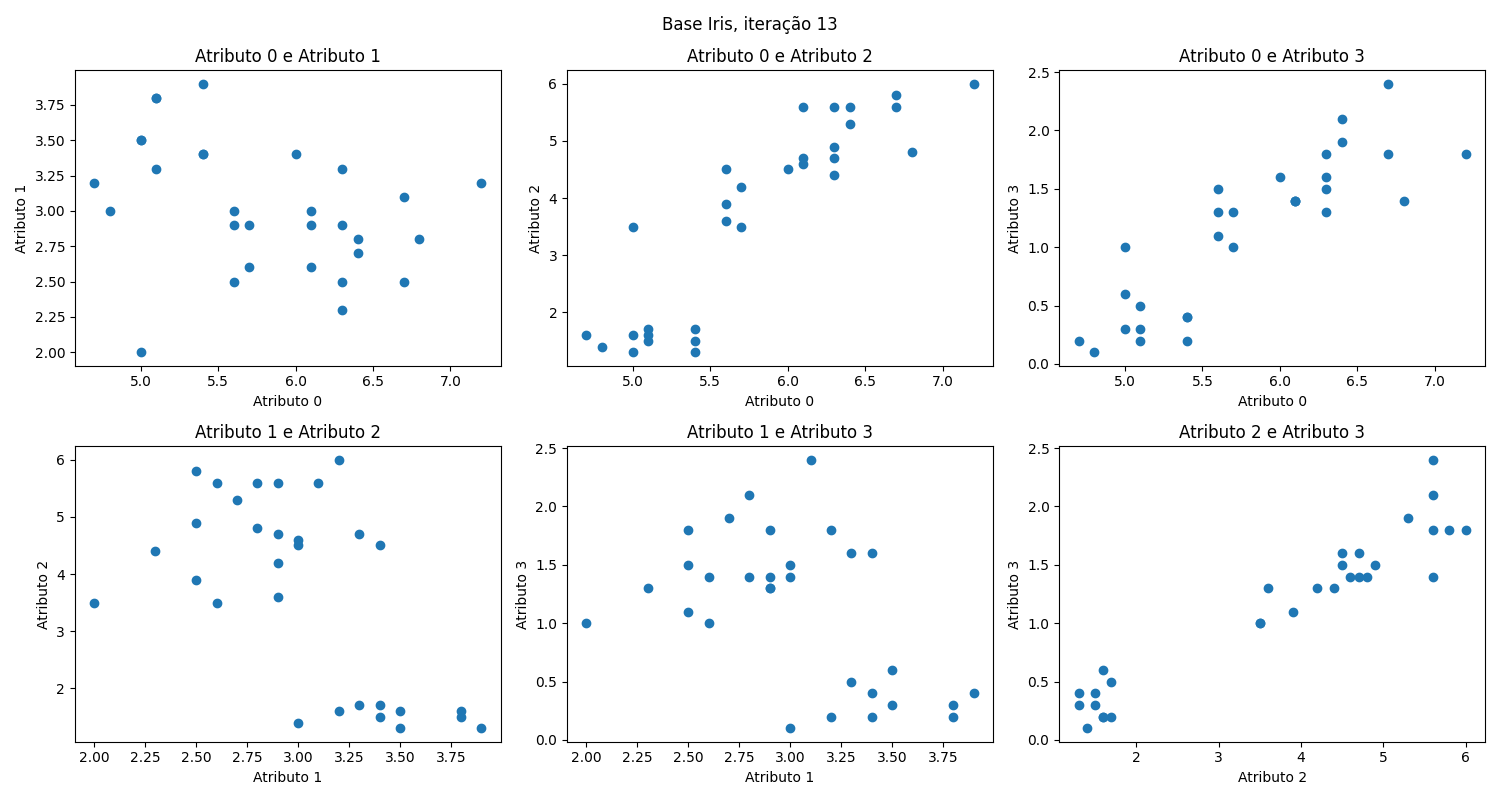 Base Iris, iteração 13
Atributo 0 e Atributo 1
Atributo 1
3.75
3.50
3.25
3.00
2.75
2.50
2.25
2.00
5.0 5.5 6.0 6.5 7.0
Atributo 0
Atributo 0 e Atributo 2
Atributo 2
6
5
4
3
2
5.0 5.5 6.0 6.5 7.0
Atributo 0
Atributo 0 e Atributo 3
Atributo 3
2.5
2.0
1.5
1.0
0.5
0.0
5.0 5.5 6.0 6.5 7.0
Atributo 0
Atributo 1 e Atributo 2
Atributo 2
6
5
4
3
2
2.00 2.25 2.50 2.75 3.00 3.25 3.50 3.75
Atributo 1
Atributo 1 e Atributo 3
Atributo 3
2.5
2.0
1.5
1.0
0.5
0.0
2.00 2.25 2.50 2.75 3.00 3.25 3.50 3.75
Atributo 1
Atributo 2 e Atributo 3
Atributo 3
2.5
2.0
1.5
1.0
0.5
0.0
2 3 4 5 6
Atributo 2